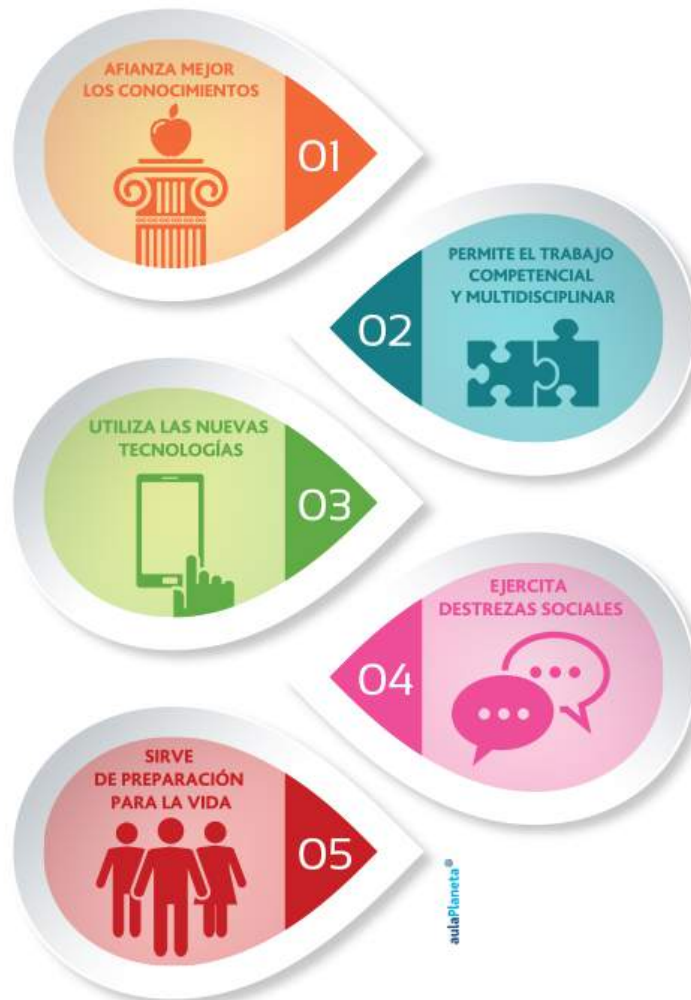 AFIANZA MEJOR
LOS CONOCIMIENTOS
01
PERMITE EL TRABAJO
COMPETENCIAL
Y MULTIDISCIPLINAR
02
UTILIZA LAS NUEVAS
TECNOLOGÍAS
03
EJERCITA
DESTREZAS SOCIALES
04
SIRVE
DE PREPARACIÓN
PARA LA VIDA
05
aulaPlaneta